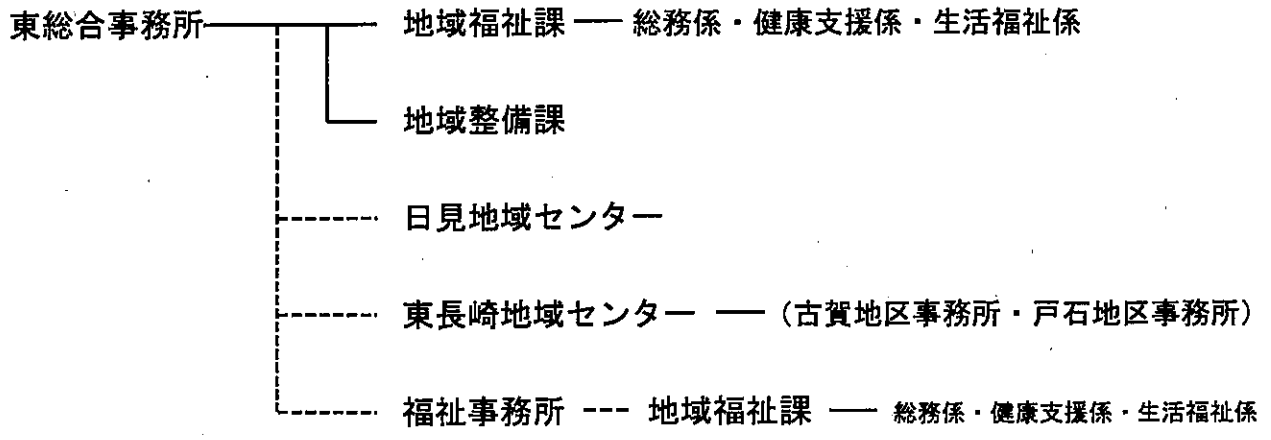 東総合事務所 地域福祉課 ― 総務係・健康支援係・生活福祉係
地域整備課
日見地域センター
東長崎地域センター ― (古賀地区事務所・戸石地区事務所)
福祉事務所 --- 地域福祉課 ― 総務係・健康支援係・生活福祉係